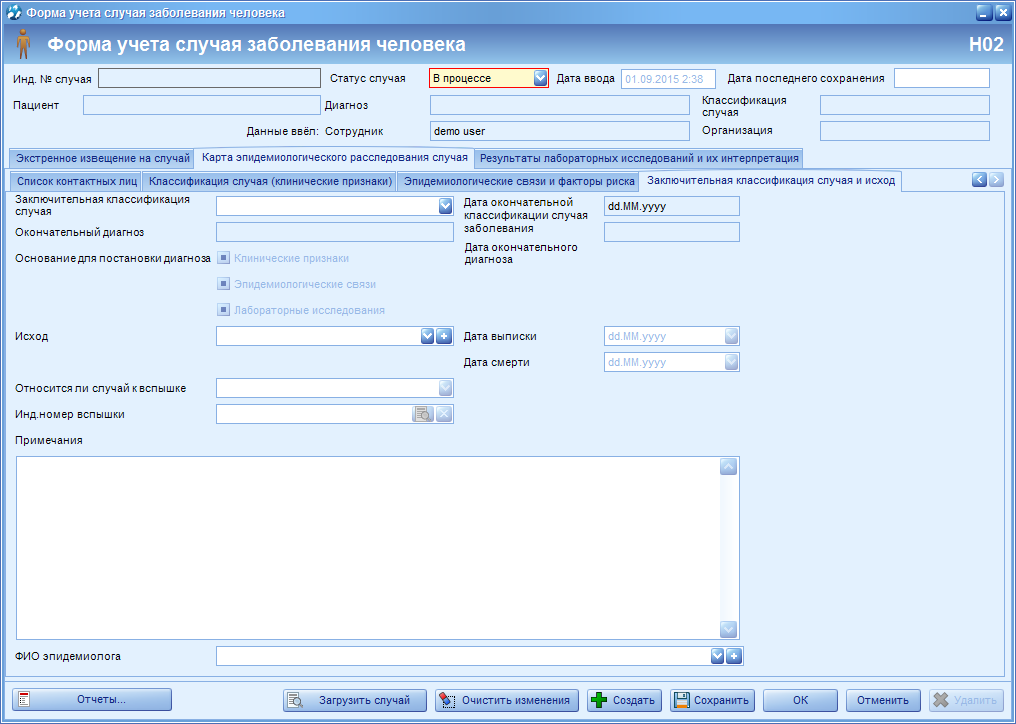 Форма учета случая заболевания человека
Форма учета случая заболевания человека
H02
Инд. № случая
Статус случая
В процессе
Дата ввода
01.09.2015 2:38
Дата последнего сохранения
Пациент
Диагноз
Классификация
случая
Данные ввёл: Сотрудник
demo user
Организация
Экстренное извещение на случай
Карта эпидемиологического расследования случая
Результаты лабораторных исследований и их интерпретация
Список контактных лиц
Классификация случая (клинические признаки)
Эпидемиологические связи и факторы риска
Заключительная классификация случая и исход
Заключительная классификация
случая
Дата окончательной
классификации случая
заболевания
dd.MM.yyyy
Окончательный диагноз
Дата окончательного
диагноза
Основание для постановки диагноза
Клинические признаки
Эпидемиологические связи
Лабораторные исследования
Исход
Дата выписки
dd.MM.yyyy
Дата смерти
dd.MM.yyyy
Относится ли случай к вспышке
Инд.номер вспышки
Примечания
ФИО эпидемиолога
Отчеты...
Загрузить случай
Очистить изменения
Создать
Сохранить
ОК
Отменить
Удалить